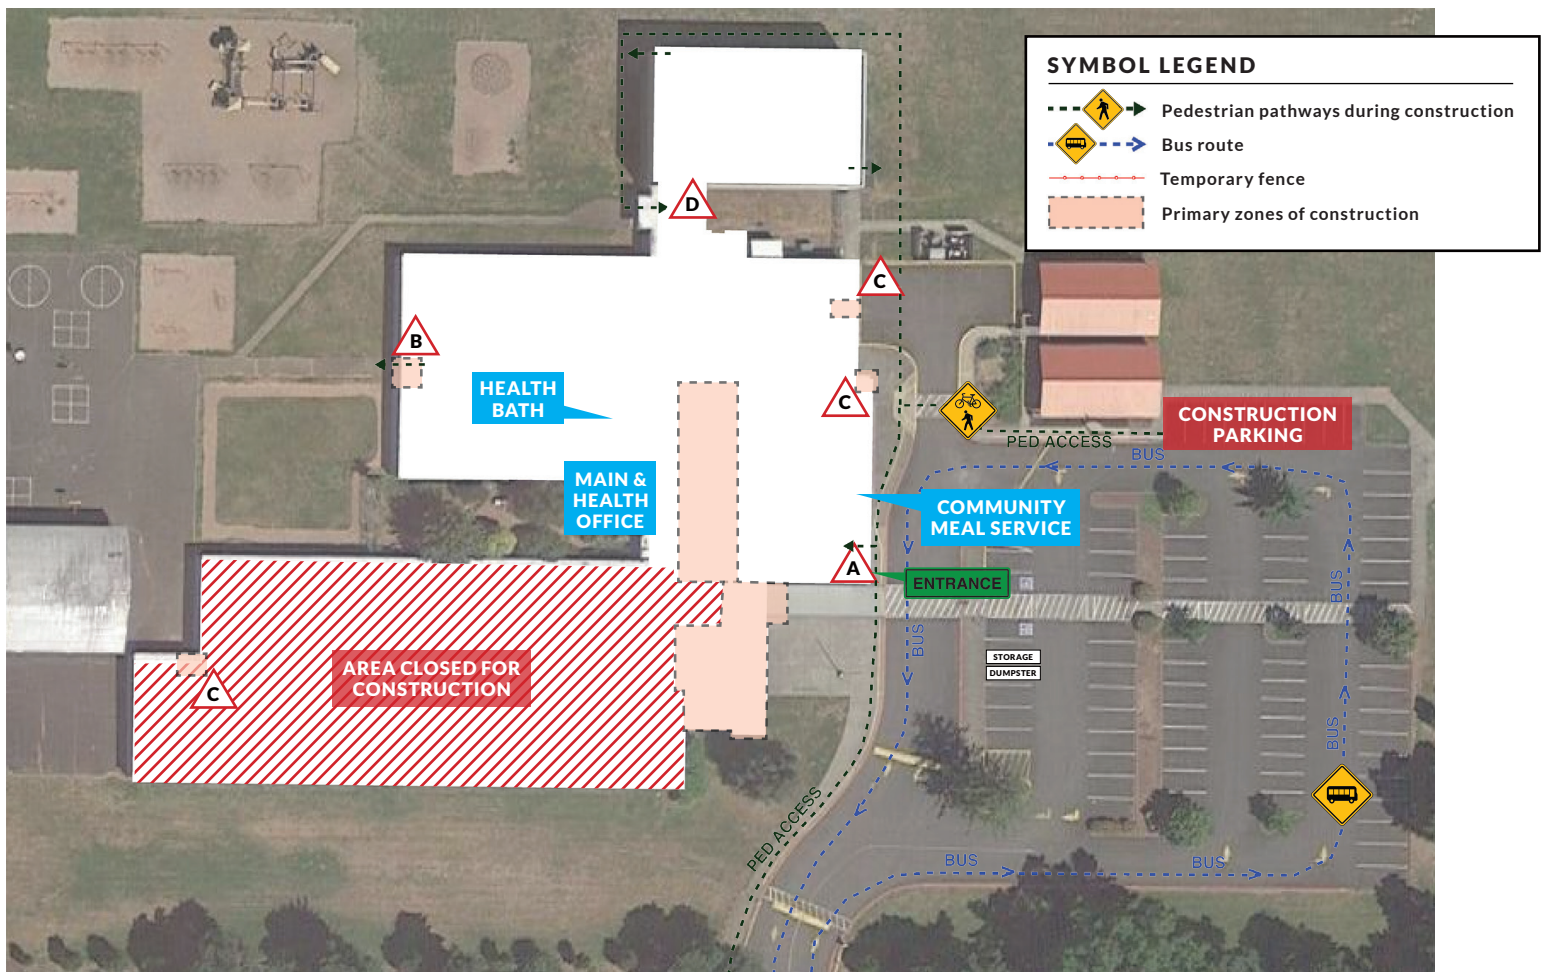 SYMBOL LEGEND
Pedestrian pathways during construction
Bus route
Temporary fence
Primary zones of construction
D
C
B
HEALTH
BATH
C
CONSTRUCTION
PARKING
PED ACCESS
BUS
MAIN &
HEALTH
OFFICE
COMMUNITY
MEAL SERVICE
A
ENTRANCE
BUS
BUS
STORAGE
DUMPSTER
AREA CLOSED FOR
CONSTRUCTION
C
BUS
PED ACCESS
BUS
BUS